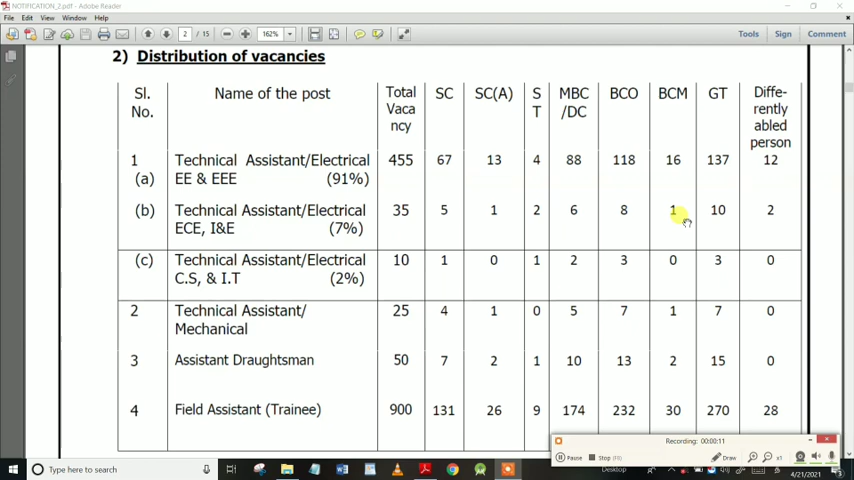 NOTIFICATION_2.pdf - Adobe Reader
File Edit View Window Help
2 / 15 162% Tools Sign Comment
2) Distribution of vacancies
Sl. No. Name of the post Total Vaca ncy SC SC(A) S T MBC /DC BCO BCM GT Diffe- rently abled person
1 Technical Assistant/Electrical 455 67 13 4 88 118 16 137 12
(a) EE & EEE (91%)
(b) Technical Assistant/Electrical 35 5 1 2 6 8 1 10 2
ECE, I&E (7%)
(c) Technical Assistant/Electrical 10 1 0 1 2 3 0 3 0
C.S, & I.T (2%)
2 Technical Assistant/ 25 4 1 0 5 7 1 7 0
Mechanical
3 Assistant Draughtsman 50 7 2 1 10 13 2 15 0
4 Field Assistant (Trainee) 900 131 26 9 174 232 30 270 28
Recording: 00:00:11
Pause Stop (F10) Draw x1
Type here to search Desktop 4/21/2021